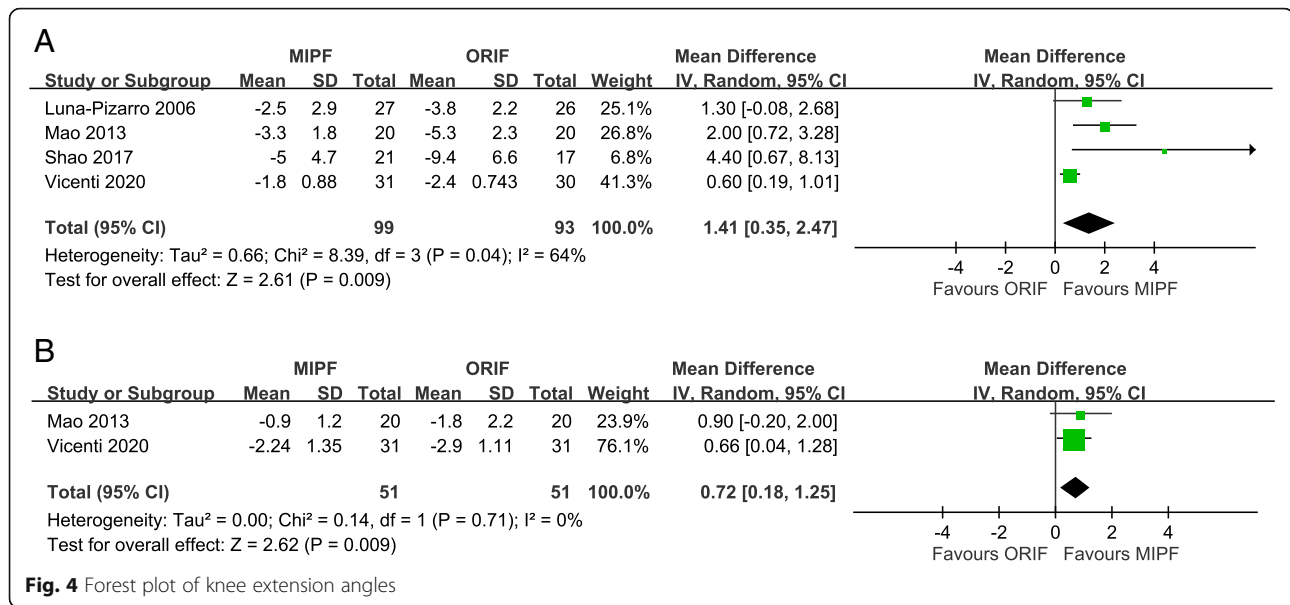 A
MIPF ORIF Mean Difference Mean Difference
Study or Subgroup Mean SD Total Mean SD Total Weight IV, Random, 95% CI IV, Random, 95% CI
Luna-Pizarro 2006 -2.5 2.9 27 -3.8 2.2 26 25.1% 1.30 [-0.08, 2.68]
Mao 2013 -3.3 1.8 20 -5.3 2.3 20 26.8% 2.00 [0.72, 3.28]
Shao 2017 -5 4.7 21 -9.4 6.6 17 6.8% 4.40 [0.67, 8.13]
Vicenti 2020 -1.8 0.88 31 -2.4 0.743 30 41.3% 0.60 [0.19, 1.01]
Total (95% CI) 99 93 100.0% 1.41 [0.35, 2.47]
Heterogeneity: Tau² = 0.66; Chi² = 8.39, df = 3 (P = 0.04); I² = 64%
Test for overall effect: Z = 2.61 (P = 0.009)
-4 -2 0 2 4
Favours ORIF Favours MIPF
B
MIPF ORIF Mean Difference Mean Difference
Study or Subgroup Mean SD Total Mean SD Total Weight IV, Random, 95% CI IV, Random, 95% CI
Mao 2013 -0.9 1.2 20 -1.8 2.2 20 23.9% 0.90 [-0.20, 2.00]
Vicenti 2020 -2.24 1.35 31 -2.9 1.11 31 76.1% 0.66 [0.04, 1.28]
Total (95% CI) 51 51 100.0% 0.72 [0.18, 1.25]
Heterogeneity: Tau² = 0.00; Chi² = 0.14, df = 1 (P = 0.71); I² = 0%
Test for overall effect: Z = 2.62 (P = 0.009)
-4 -2 0 2 4
Favours ORIF Favours MIPF
Fig. 4 Forest plot of knee extension angles